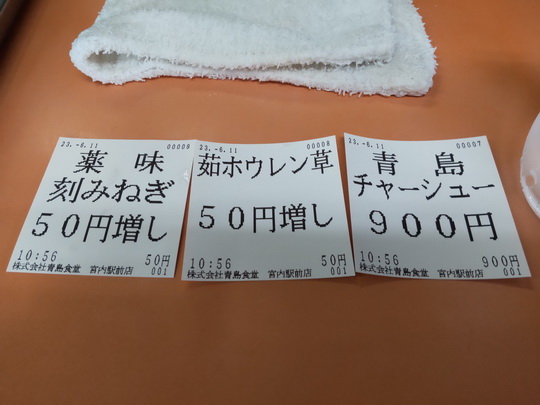 23.-6.11 00009
薬味
刻みねぎ
50円増し
10:56 50円
株式会社青島食堂 宮内駅前店 001
23.-6.11 00008
茹ホウレン草
50円増し
10:56 50円
株式会社青島食堂 宮内駅前店 001
23.-6.11 00007
青島
チャーシュー
900円
10:56 900円
株式会社青島食堂 宮内駅前店 001